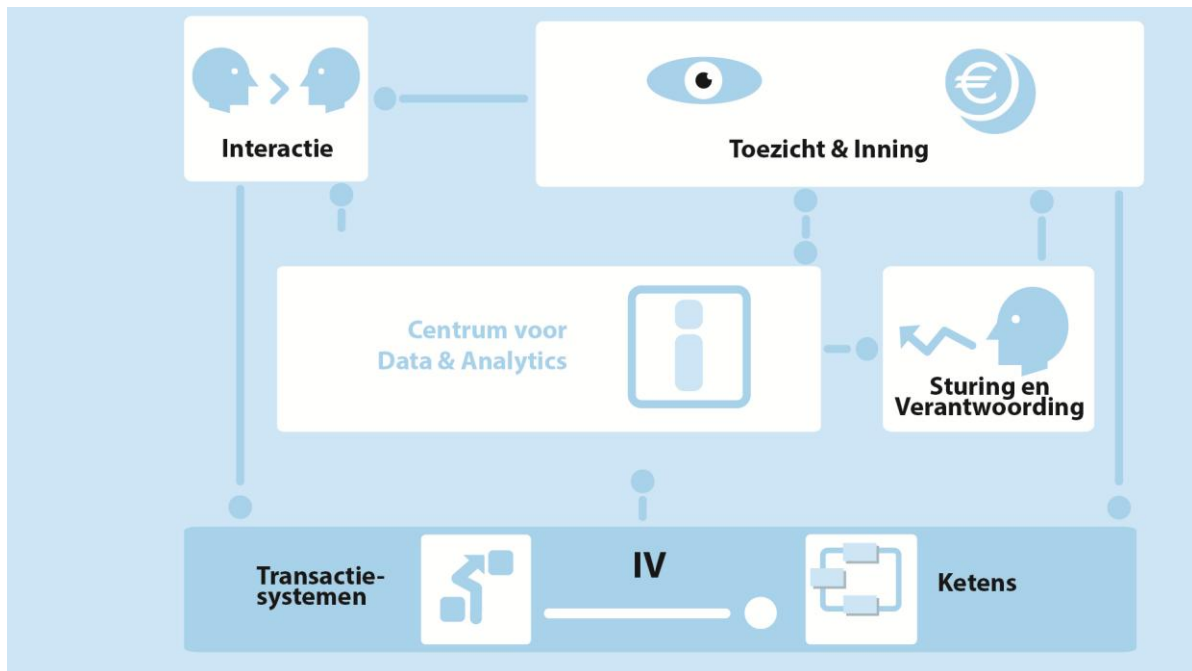 Interactie
Toezicht & Inning
Centrum voor
Data & Analytics
Sturing en
Verantwoording
Transactie-
systemen
IV
Ketens